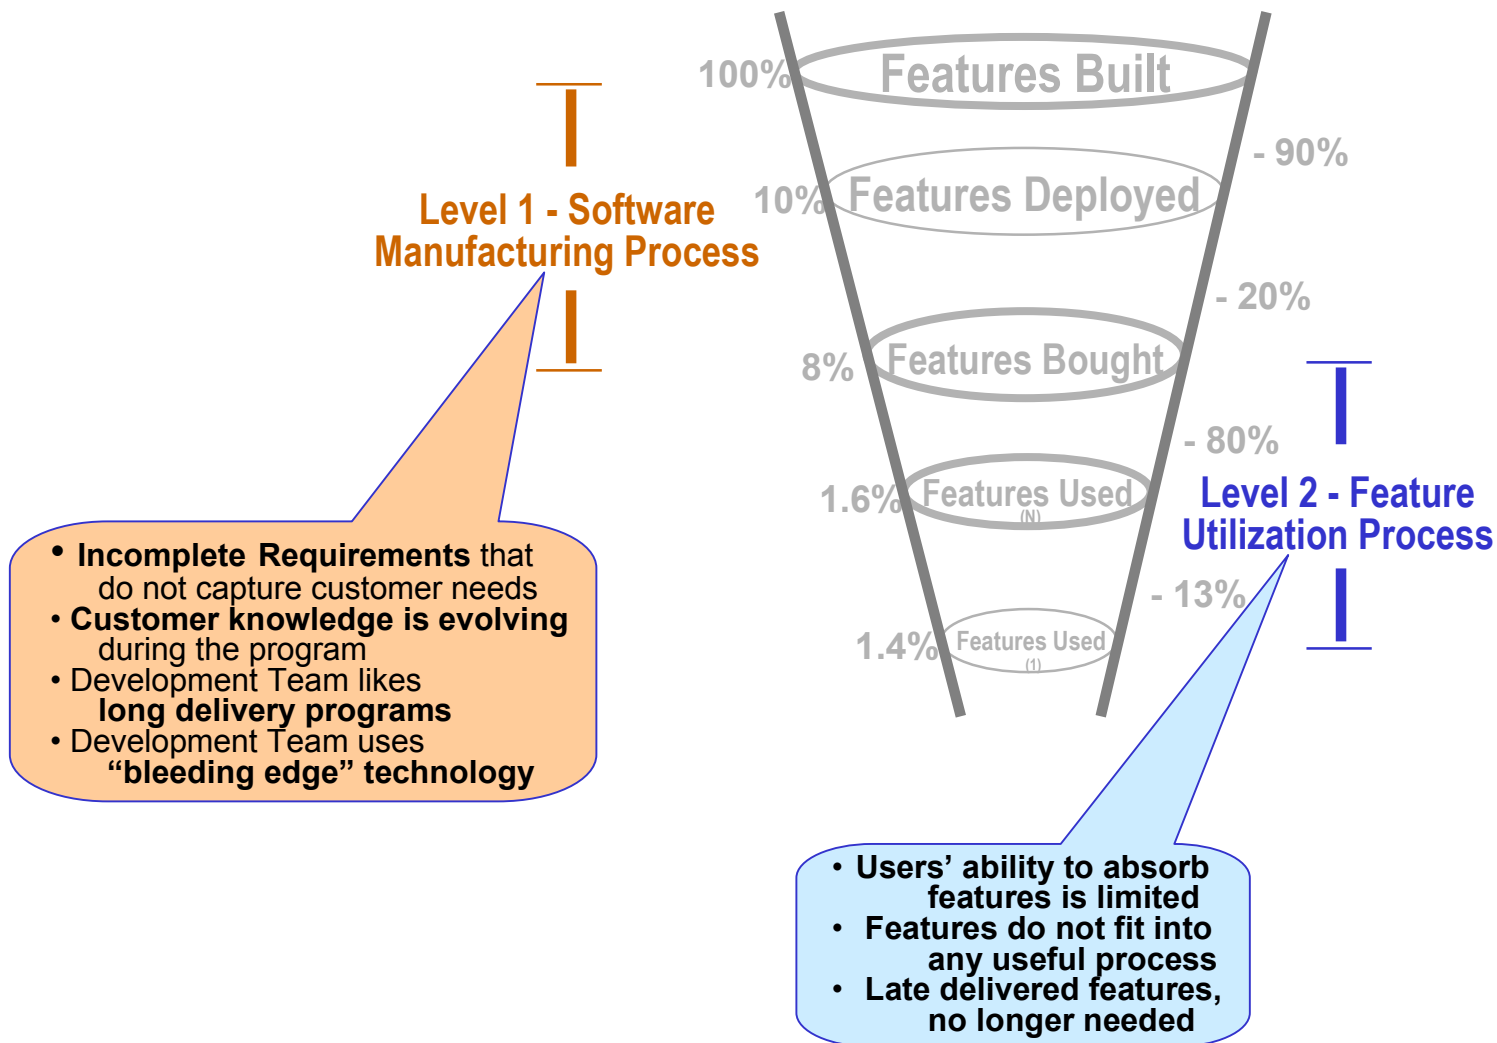 100%
Features Built
- 90%
10%
Features Deployed
Level 1 - Software
Manufacturing Process
- 20%
8%
Features Bought
- 80%
1.6%
Features Used
(N)
Level 2 - Feature
Utilization Process
- 13%
1.4%
Features Used
(1)
• Incomplete Requirements that
do not capture customer needs
• Customer knowledge is evolving
during the program
• Development Team likes
long delivery programs
• Development Team uses
“bleeding edge” technology
• Users’ ability to absorb
features is limited
• Features do not fit into
any useful process
• Late delivered features,
no longer needed